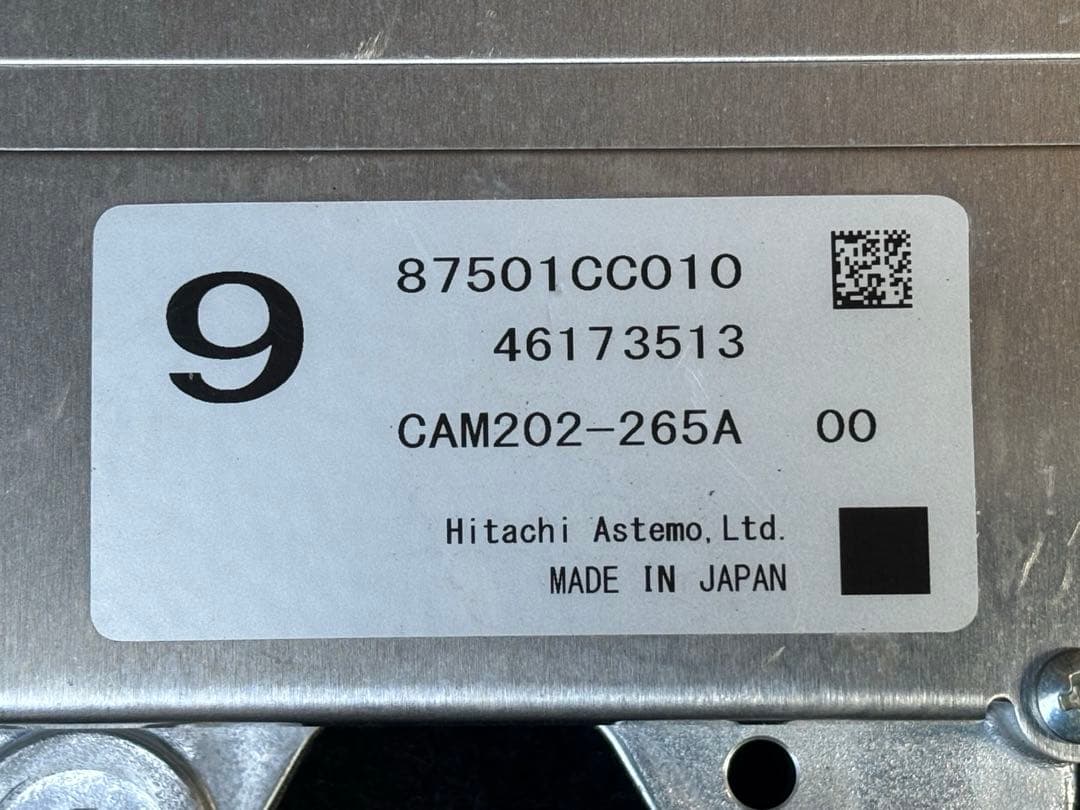 9
87501CC010
46173513
CAM202-265A 00
Hitachi Astemo,Ltd.
MADE IN JAPAN